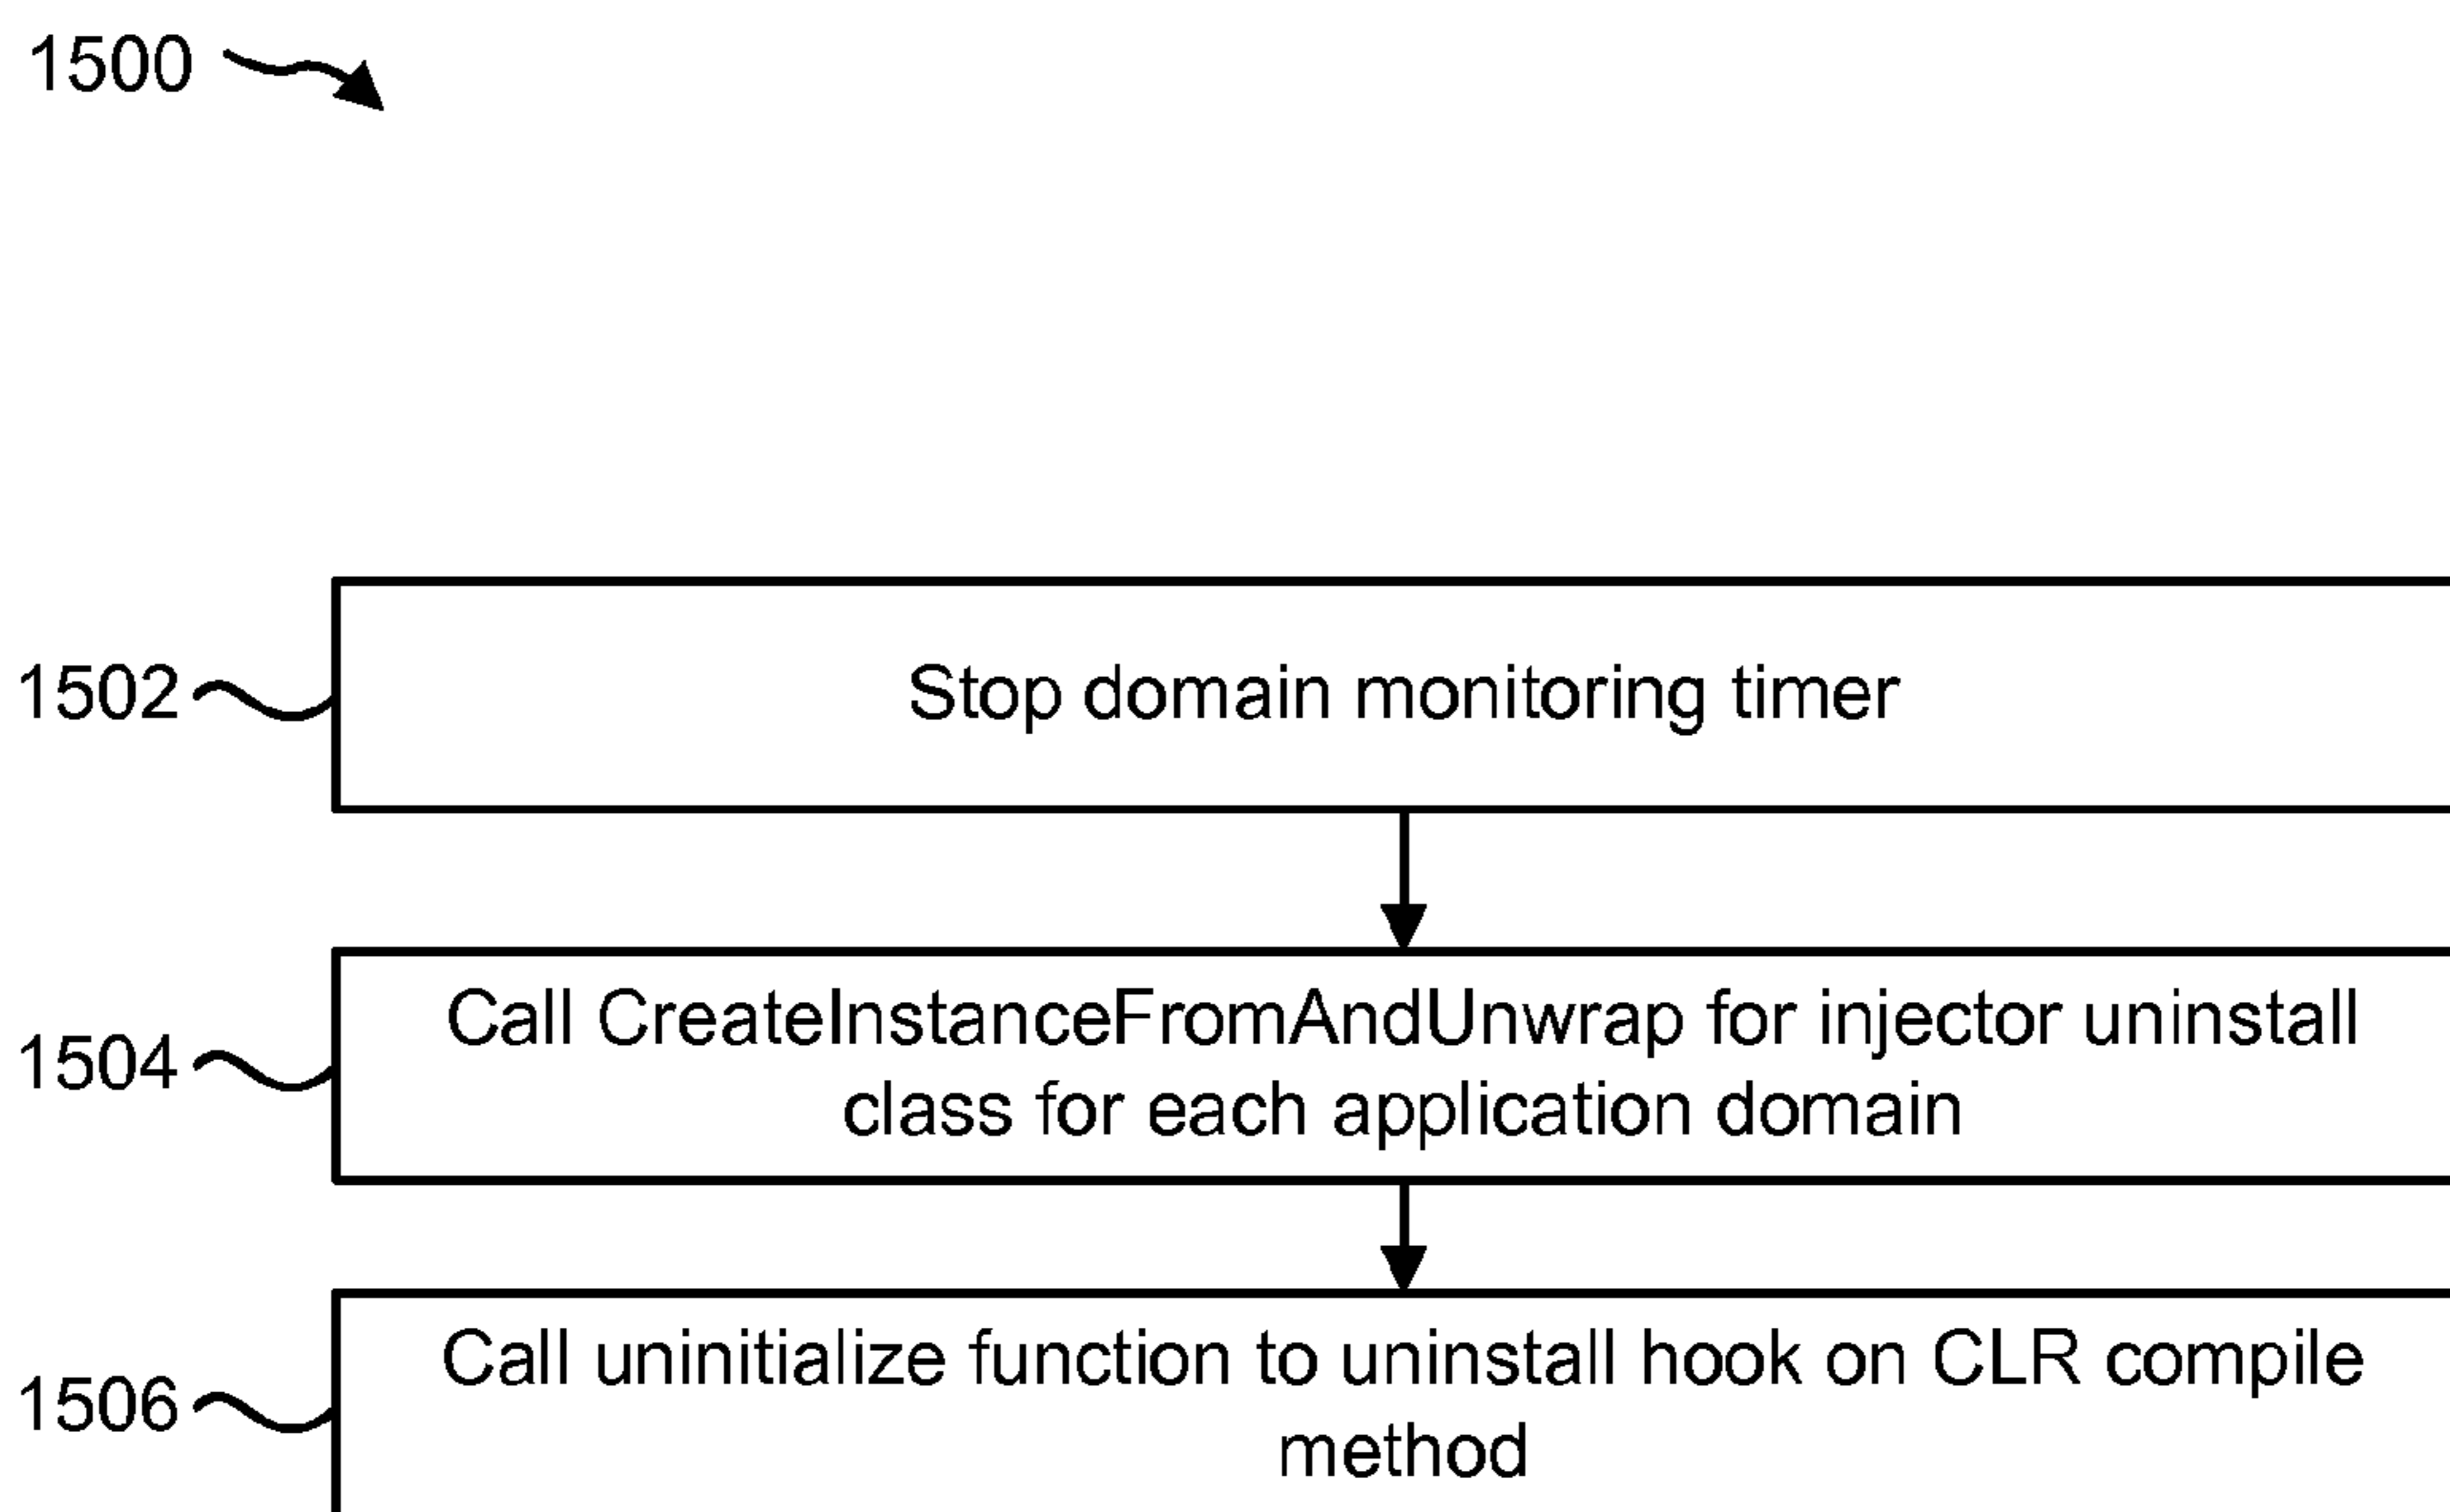 1500
1502
Stop domain monitoring timer
1504
Call CreateInstanceFromAndUnwrap for injector uninstall
class for each application domain
1506
Call uninitialize function to uninstall hook on CLR compile
method